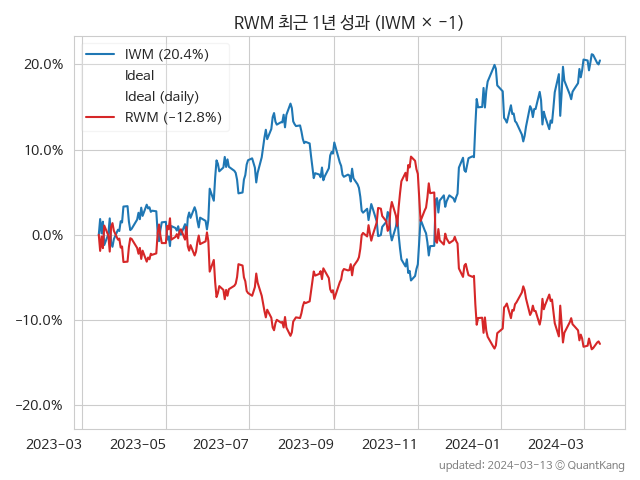 RWM 최근 1년 성과 (IWM × −1)
IWM (20.4%)
Ideal
Ideal (daily)
RWM (−12.8%)
20.0%
10.0%
0.0%
−10.0%
−20.0%
2023-03
2023-05
2023-07
2023-09
2023-11
2024-01
2024-03
updated: 2024-03-13 © QuantKang